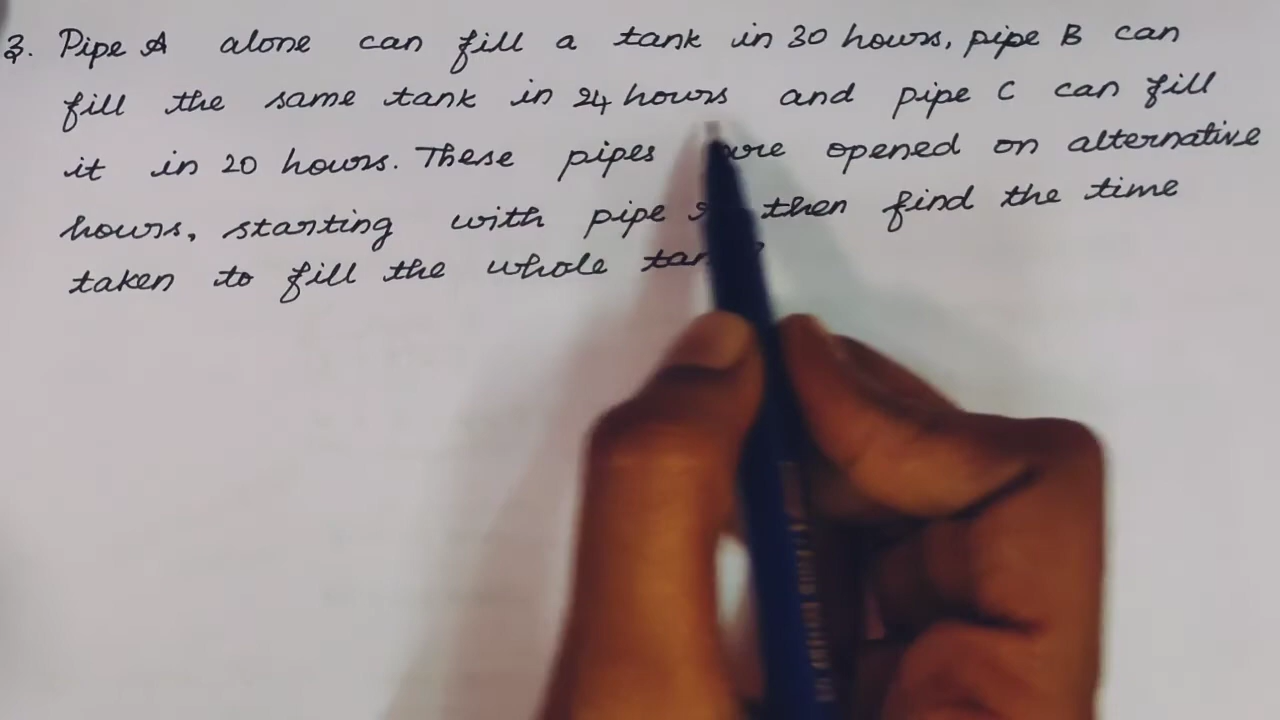 3. Pipe A alone can fill a tank in 30 hours, pipe B can
fill the same tank in 24 hours and pipe C can fill
it in 20 hours. These pipes are opened on alternative
hours, starting with pipe then find the time
taken to fill the whole